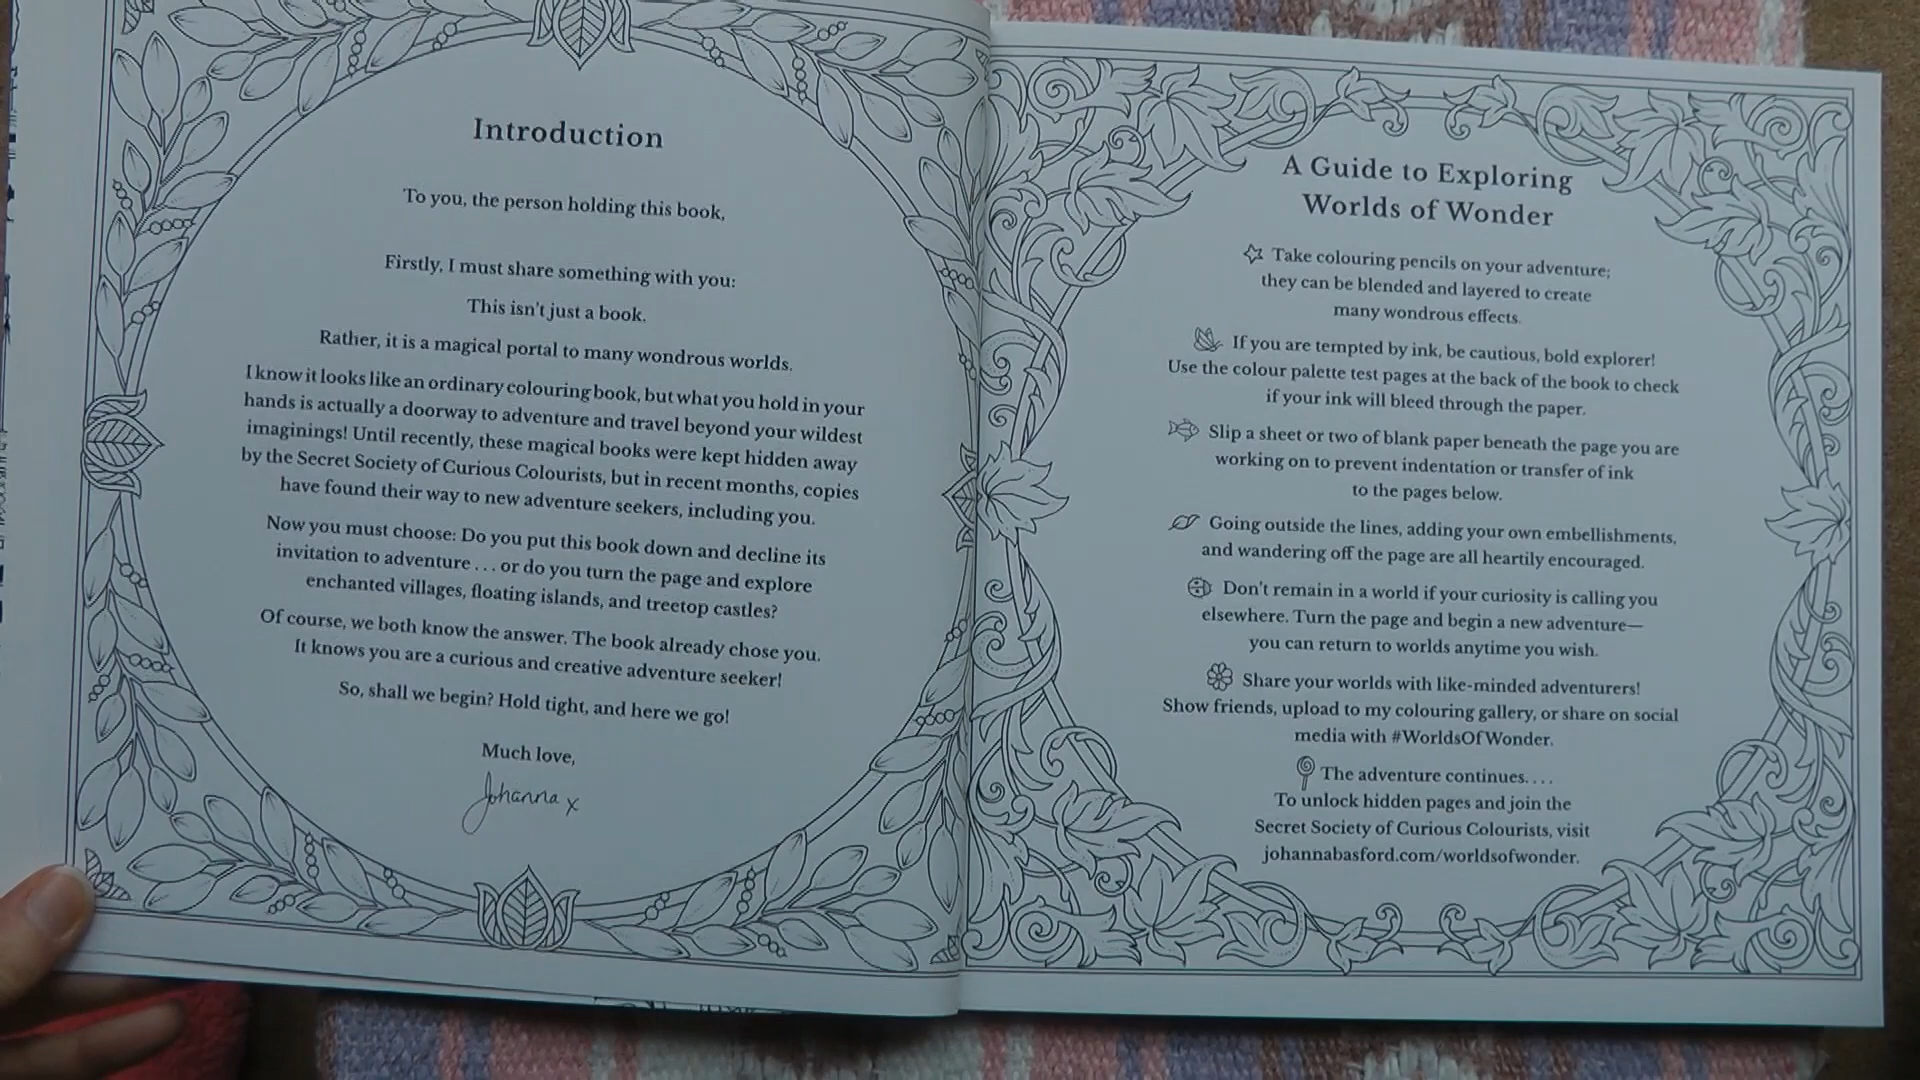 Introduction
To you, the person holding this book,
Firstly, I must share something with you:
This isn't just a book.
Rather, it is a magical portal to many wondrous worlds.
I know it looks like an ordinary colouring book, but what you hold in your
hands is actually a doorway to adventure and travel beyond your wildest
imaginings! Until recently, these magical books were kept hidden away
by the Secret Society of Curious Colourists, but in recent months, copies
have found their way to new adventure seekers, including you.
Now you must choose: Do you put this book down and decline its
invitation to adventure . . . or do you turn the page and explore
enchanted villages, floating islands, and treetop castles?
Of course, we both know the answer. The book already chose you.
It knows you are a curious and creative adventure seeker!
So, shall we begin? Hold tight, and here we go!
Much love,
Johanna x
A Guide to Exploring
Worlds of Wonder
Take colouring pencils on your adventure;
they can be blended and layered to create
many wondrous effects.
If you are tempted by ink, be cautious, bold explorer!
Use the colour palette test pages at the back of the book to check
if your ink will bleed through the paper.
Slip a sheet or two of blank paper beneath the page you are
working on to prevent indentation or transfer of ink
to the pages below.
Going outside the lines, adding your own embellishments,
and wandering off the page are all heartily encouraged.
Don't remain in a world if your curiosity is calling you
elsewhere. Turn the page and begin a new adventure—
you can return to worlds anytime you wish.
Share your worlds with like-minded adventurers!
Show friends, upload to my colouring gallery, or share on social
media with #WorldsOfWonder.
The adventure continues. . . .
To unlock hidden pages and join the
Secret Society of Curious Colourists, visit
johannabasford.com/worldsofwonder.